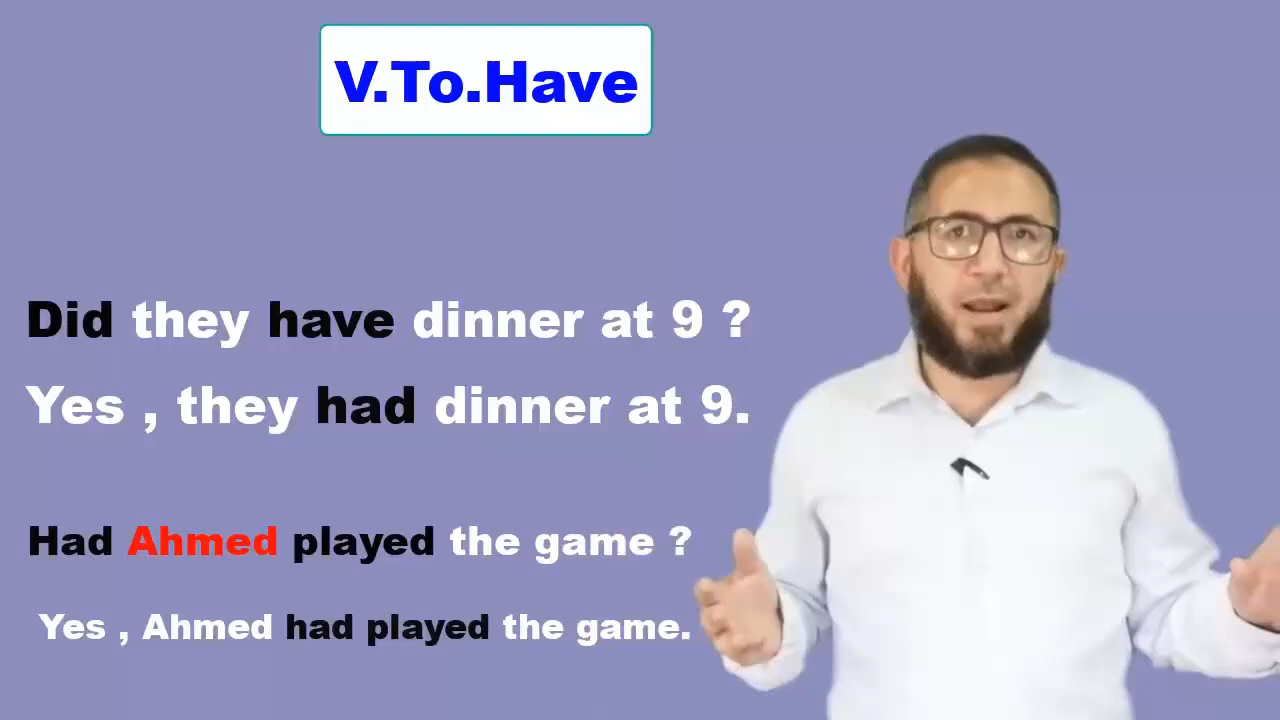 V.To.Have
Did they have dinner at 9 ?
Yes , they had dinner at 9.
Had Ahmed played the game ?
Yes , Ahmed had played the game.